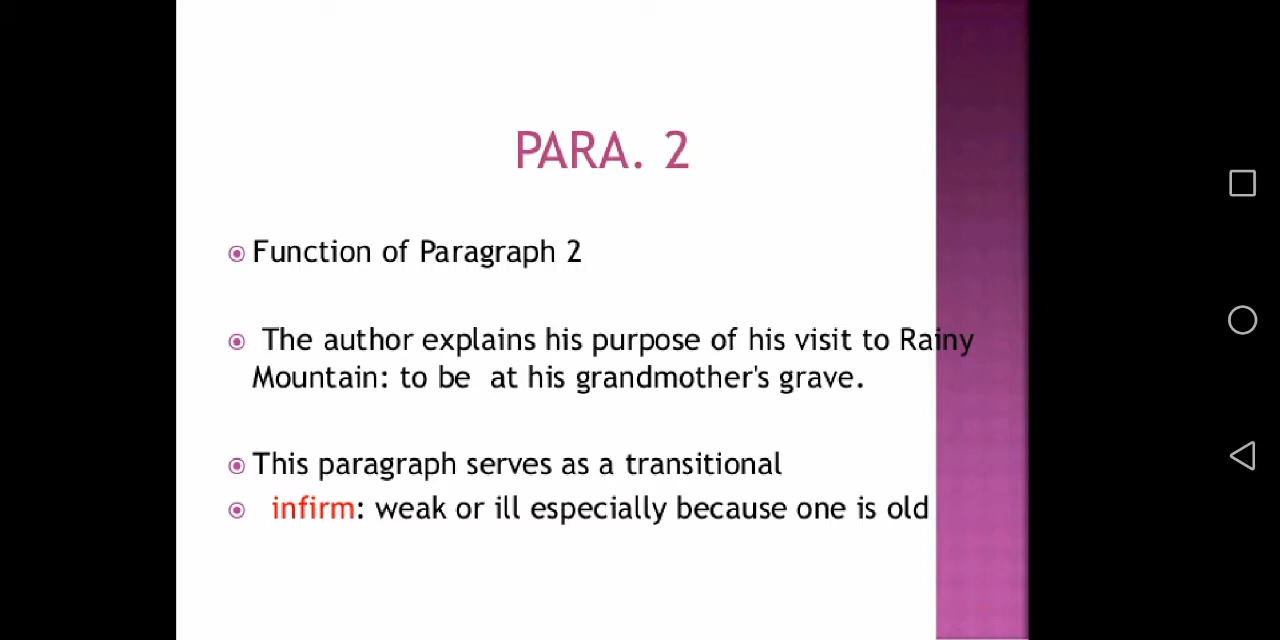 PARA. 2
Function of Paragraph 2
The author explains his purpose of his visit to Rainy
Mountain: to be at his grandmother's grave.
This paragraph serves as a transitional
infirm: weak or ill especially because one is old